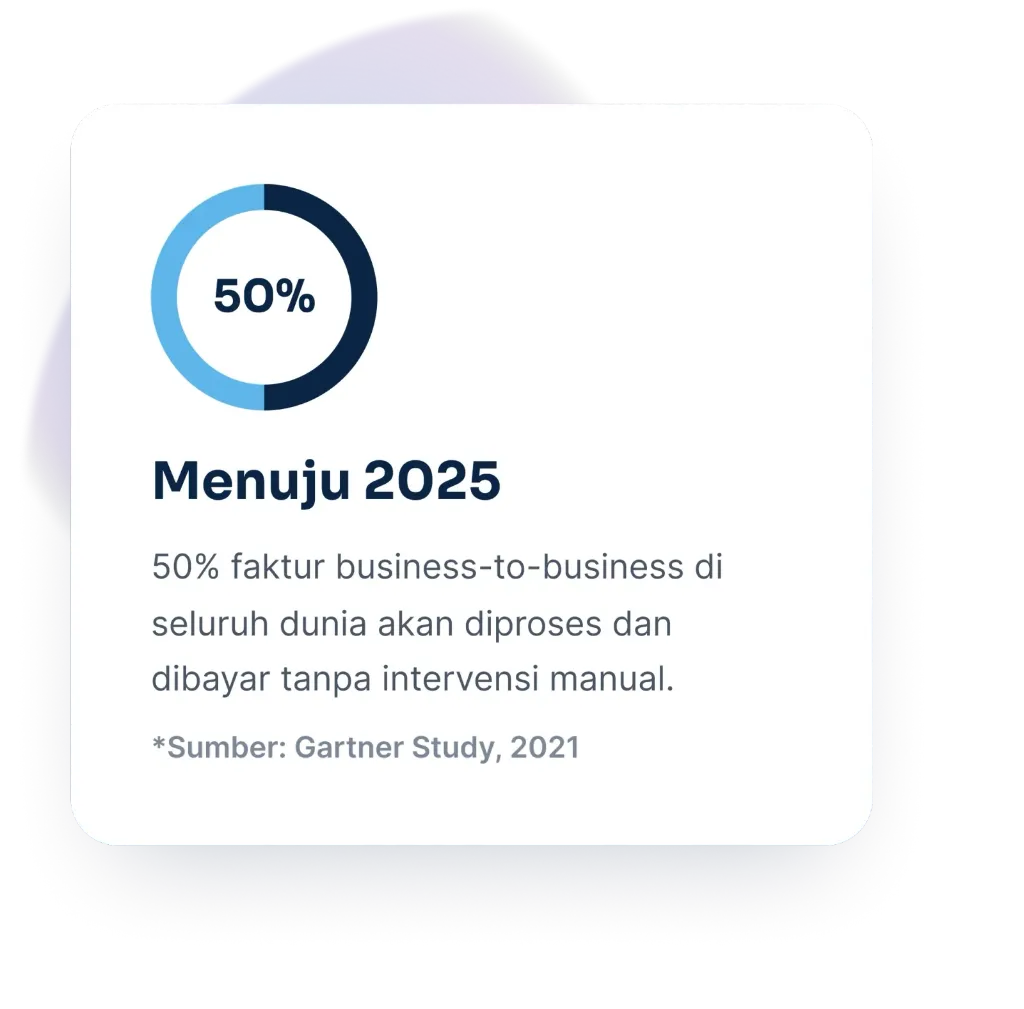 50%
Menuju 2025
50% faktur business-to-business di
seluruh dunia akan diproses dan
dibayar tanpa intervensi manual.
*Sumber: Gartner Study, 2021